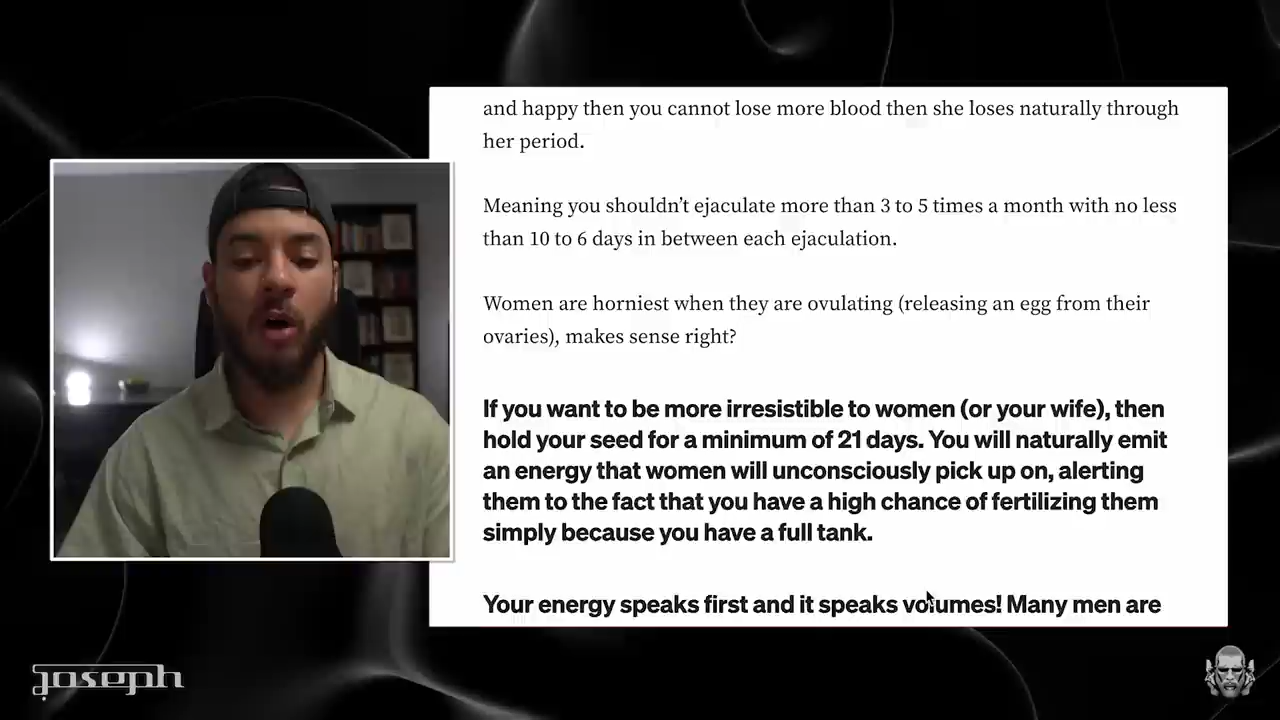 and happy then you cannot lose more blood then she loses naturally through
her period.
Meaning you shouldn’t ejaculate more than 3 to 5 times a month with no less
than 10 to 6 days in between each ejaculation.
Women are horniest when they are ovulating (releasing an egg from their
ovaries), makes sense right?
If you want to be more irresistible to women (or your wife), then
hold your seed for a minimum of 21 days. You will naturally emit
an energy that women will unconsciously pick up on, alerting
them to the fact that you have a high chance of fertilizing them
simply because you have a full tank.
Your energy speaks first and it speaks volumes! Many men are
joseph